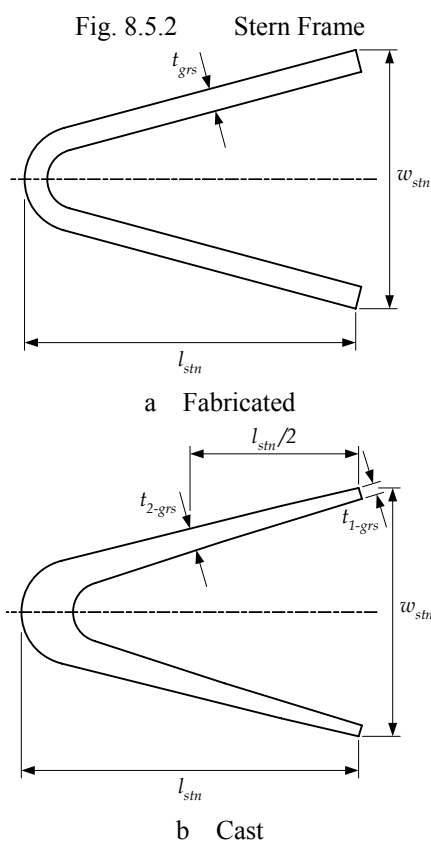 Fig. 8.5.2 Stern Frame
t_grs
w_stn
l_stn
a Fabricated
l_stn/2
t_2-grs
t_1-grs
w_stn
l_stn
b Cast